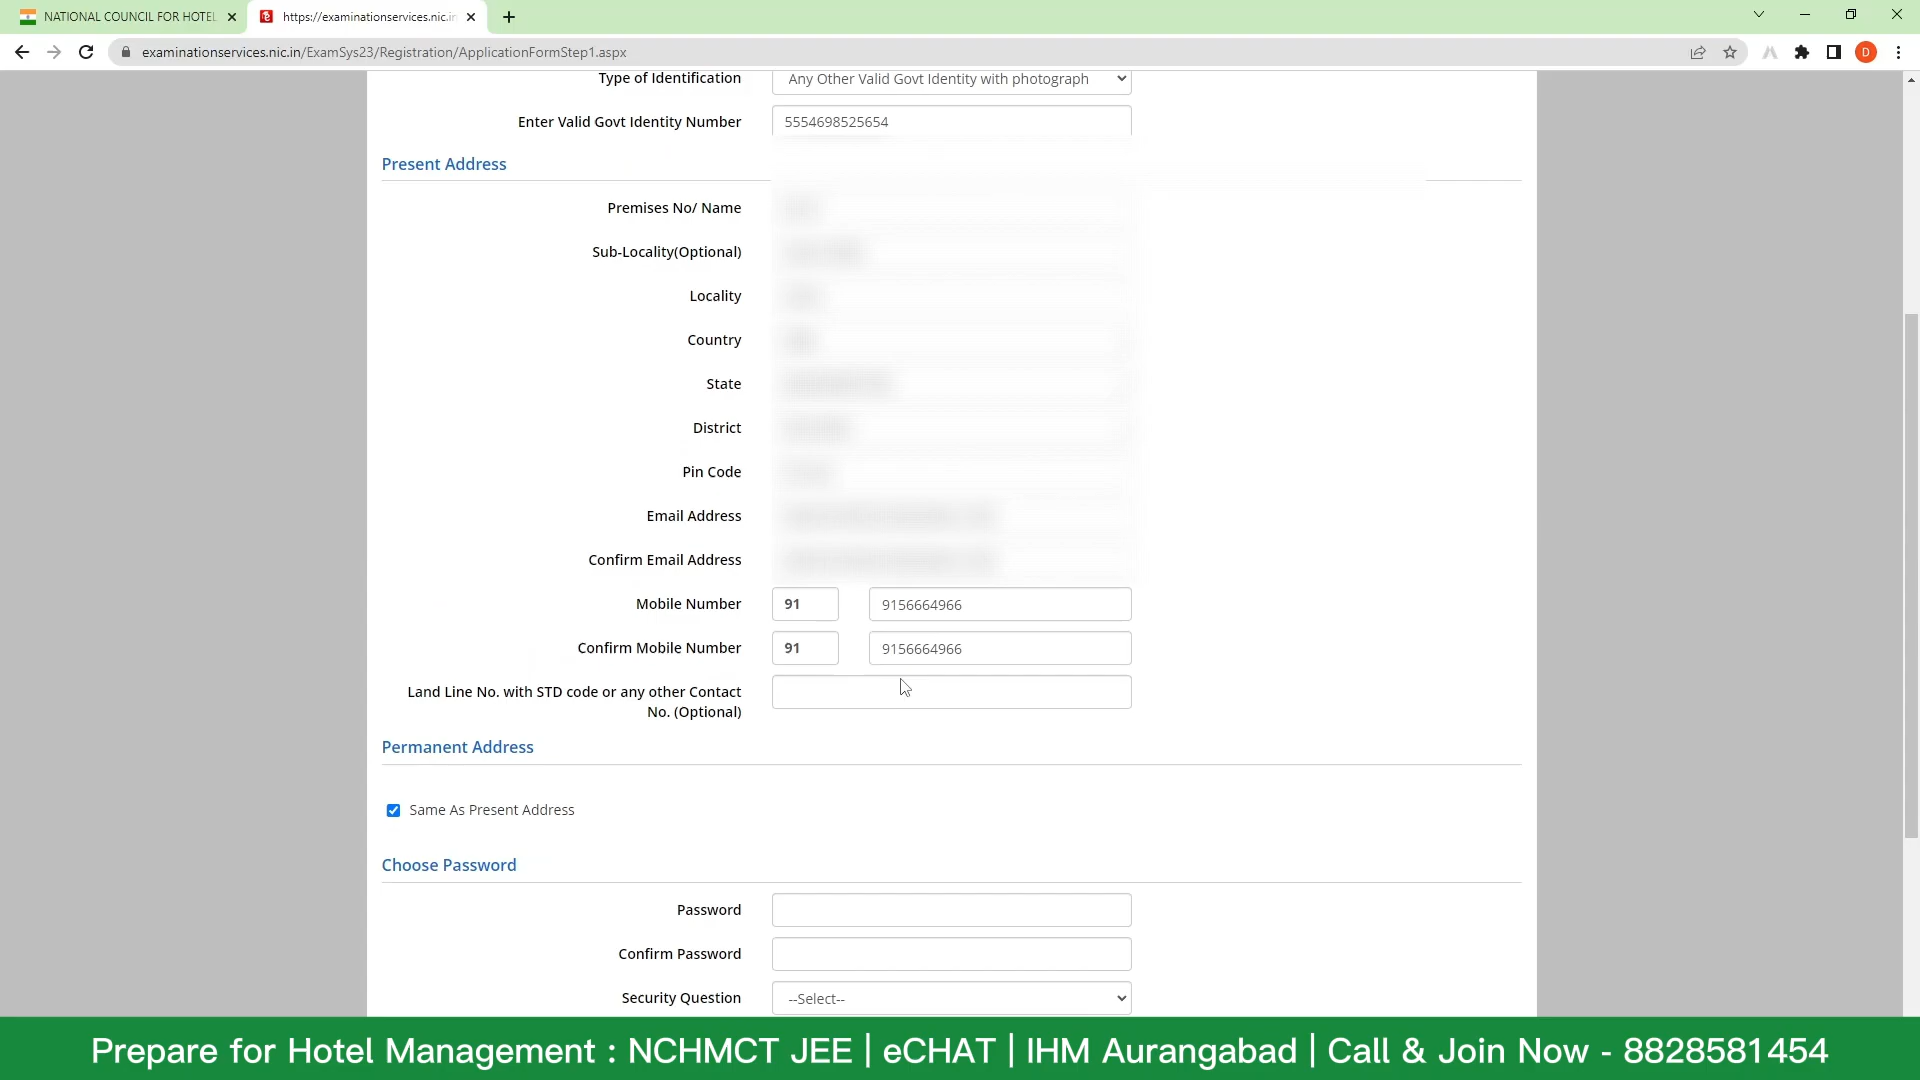 NATIONAL COUNCIL FOR HOTEL
https://examinationservices.nic.in
examinationservices.nic.in/ExamSys23/Registration/ApplicationFormStep1.aspx
D
Type of Identification Any Other Valid Govt Identity with photograph
Enter Valid Govt Identity Number 5554698525654
Present Address
Premises No/ Name
Sub-Locality(Optional)
Locality
Country
State
District
Pin Code
Email Address
Confirm Email Address
Mobile Number 91 9156664966
Confirm Mobile Number 91 9156664966
Land Line No. with STD code or any other Contact
No. (Optional)
Permanent Address
Same As Present Address
Choose Password
Password
Confirm Password
Security Question --Select--
Prepare for Hotel Management : NCHMCT JEE | eCHAT | IHM Aurangabad | Call & Join Now - 8828581454